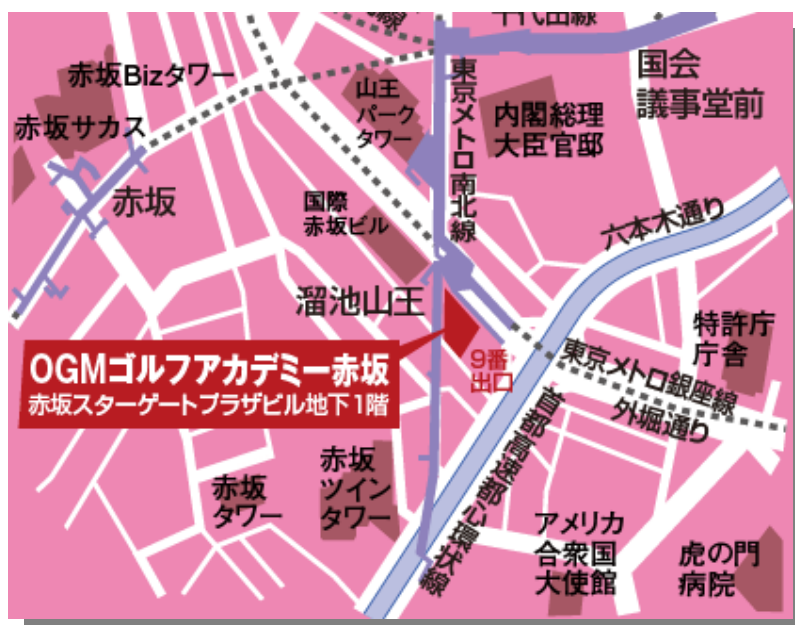 千代田線
赤坂Bizタワー
赤坂サカス
山王
パーク
タワー
東京メトロ南北線
内閣総理
大臣官邸
国会
議事堂前
赤坂
国際
赤坂ビル
六本木通り
溜池山王
特許庁
庁舎
OGMゴルフアカデミー赤坂
赤坂スターゲートプラザビル地下1階
9番
出口
東京メトロ銀座線
外堀通り
首都高速都心環状線
赤坂
ツイン
タワー
赤坂
タワー
アメリカ
合衆国
大使館
虎の門
病院